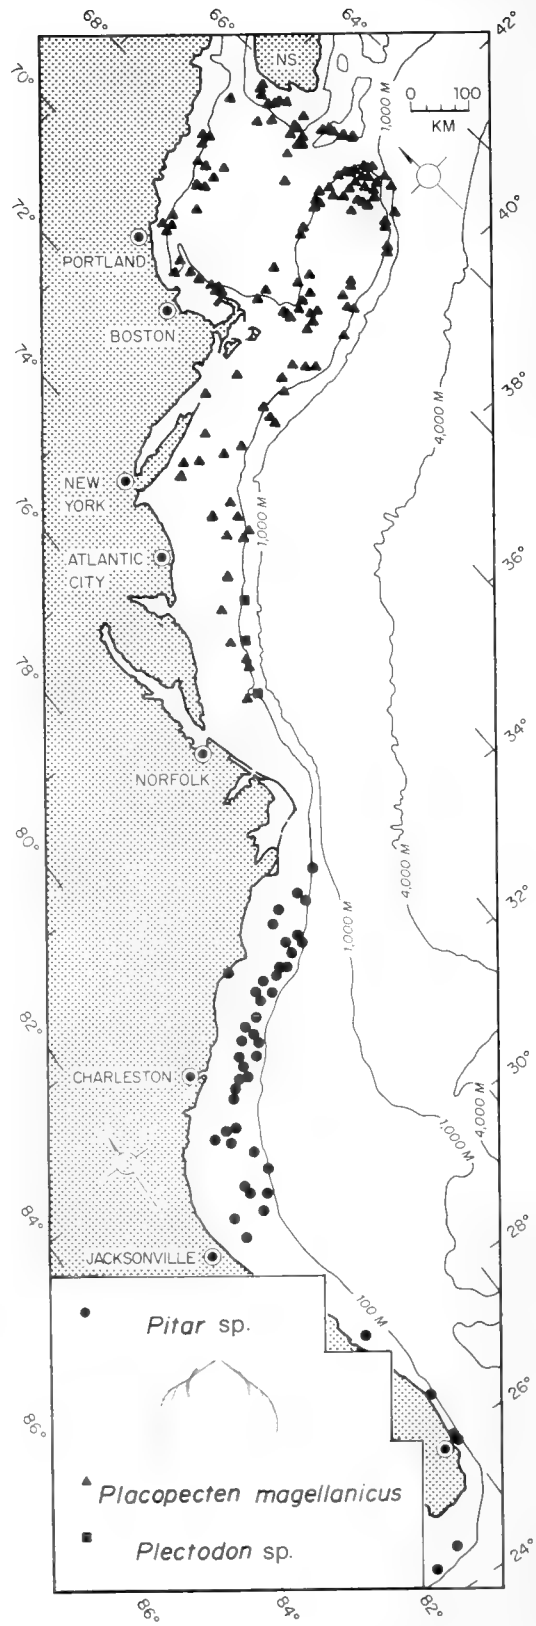 68°
66°
64°
42°
70°
NS
0 100
KM
1,000 M
40°
72°
PORTLAND
BOSTON
74°
38°
4,000 M
NEW
YORK
76°
1,000 M
ATLANTIC
CITY
36°
78°
34°
NORFOLK
80°
4,000 M
32°
1,000 M
82°
30°
CHARLESTON
4,000 M
1,000 M
84°
28°
JACKSONVILLE
100 M
Pitar sp.
26°
86°
Placopecten magellanicus
Plectodon sp.
24°
86°
84°
82°